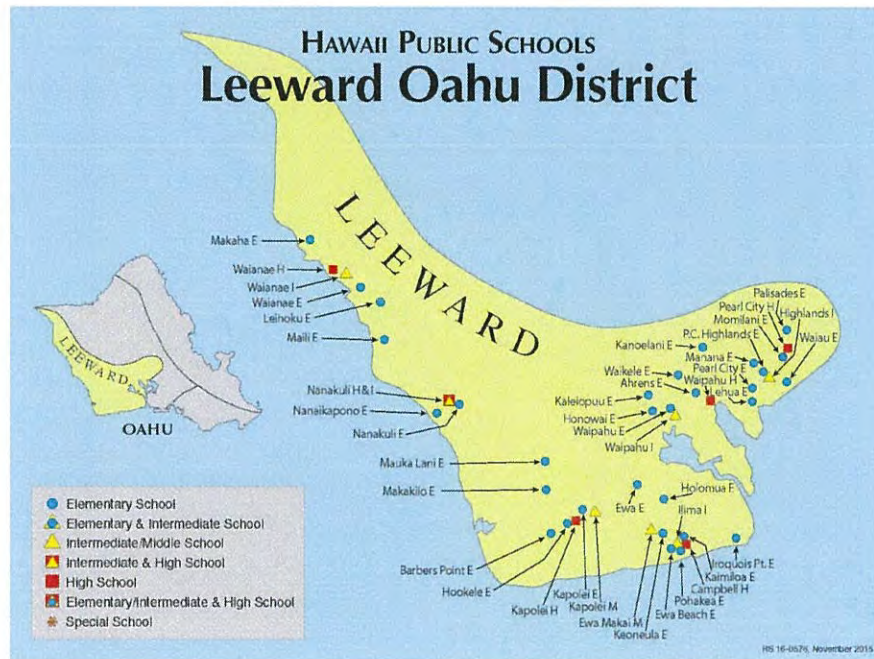 HAWAII PUBLIC SCHOOLS
Leeward Oahu District
LEEWARD
Makaha E
Waianae H
Waianae I
Waianae E
Leihoku E
Maili E
Nanakuli H&I
Nanaikapono E
Nanakuli E
Mauka Lani E
Makakilo E
Barbers Point E
Hookele E
Kapolei H
Kapolei E
Kapolei M
Ewa Makai M
Keoneula E
Ewa Beach E
Pohakea E
Campbell H
Kaimiloa E
Iroquois Pt. E
Ilima I
Holomua E
Ewa E
Palisades E
Pearl City H
Highlands I
Momilani E
P.C. Highlands E
Waiau E
Kanoelani E
Manana E
Pearl City E
Waikele E
Waipahu H
Ahrens E
Lehua E
Kaleiopuu E
Honowai E
Waipahu E
Waipahu I
LEEWARD
OAHU
Elementary School
Elementary & Intermediate School
Intermediate/Middle School
Intermediate & High School
High School
Elementary/Intermediate & High School
Special School
RS 16-0576, November 2015